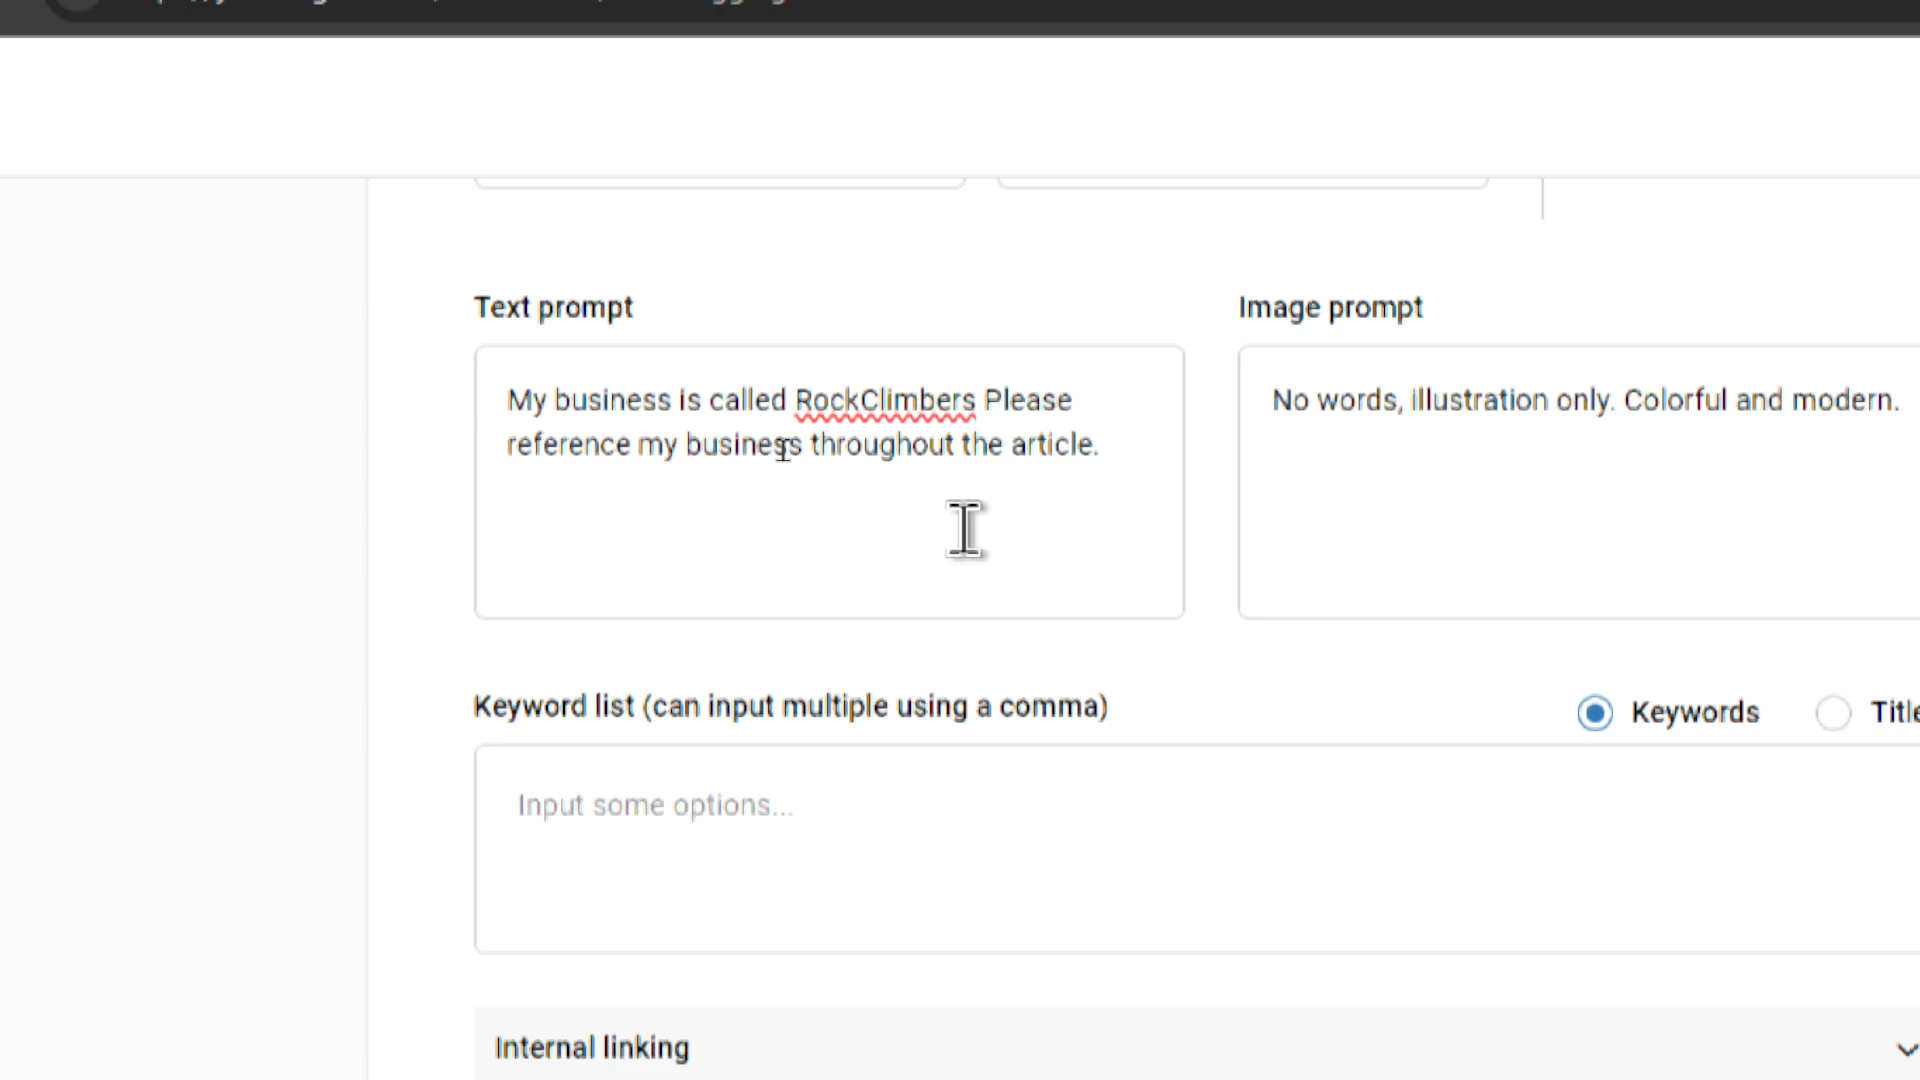 Text prompt
Image prompt
My business is called RockClimbers Please
reference my business throughout the article.
No words, illustration only. Colorful and modern.
Keyword list (can input multiple using a comma)
Keywords
Input some options...
Internal linking